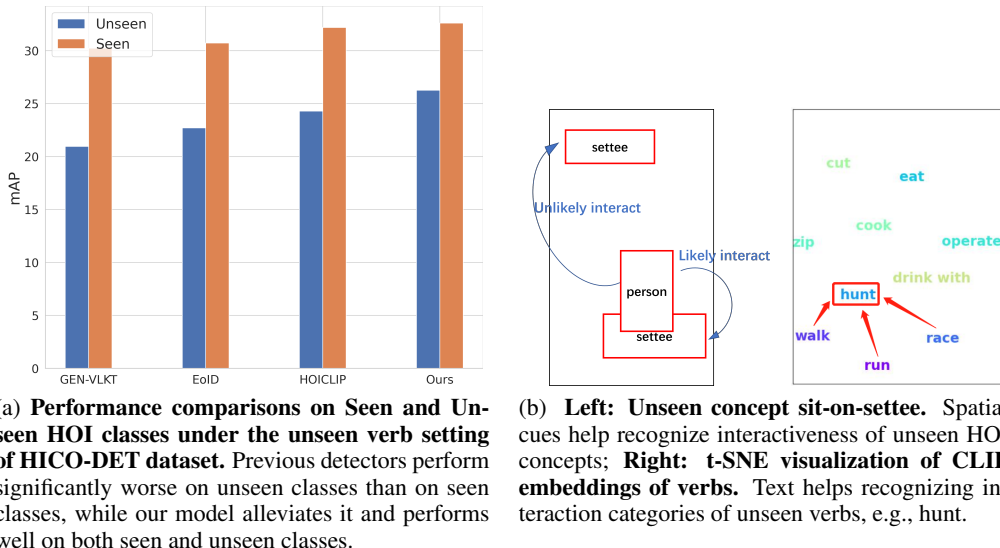 Unseen
Seen
30
25
20
15
10
5
0
mAP
GEN-VLKT EoID HOICLIP Ours
settee
Unlikely interact
Likely interact
person
settee
cut
eat
cook
zip
operate
drink with
hunt
walk
race
run
(a) Performance comparisons on Seen and Un-
seen HOI classes under the unseen verb setting
of HICO-DET dataset. Previous detectors perform
significantly worse on unseen classes than on seen
classes, while our model alleviates it and performs
well on both seen and unseen classes.
(b) Left: Unseen concept sit-on-settee. Spatia
cues help recognize interactiveness of unseen HO
concepts; Right: t-SNE visualization of CLI
embeddings of verbs. Text helps recognizing in-
teraction categories of unseen verbs, e.g., hunt.